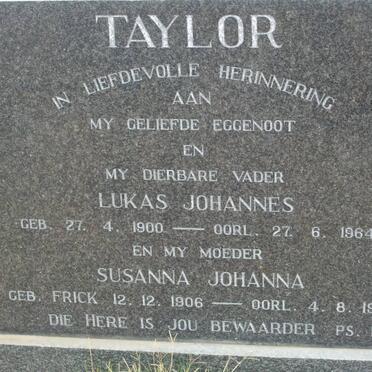 TAYLOR
IN LIEFDEVOLLE HERINNERING
AAN
MY GELIEFDE EGGENOOT
EN
MY DIERBARE VADER
LUKAS JOHANNES
GEB. 27. 4. 1900 — OORL. 27. 6. 1964
EN MY MOEDER
SUSANNA JOHANNA
GEB. FRICK 12. 12. 1906 — OORL. 4. 8.
DIE HERE IS JOU BEWAARDER PS.